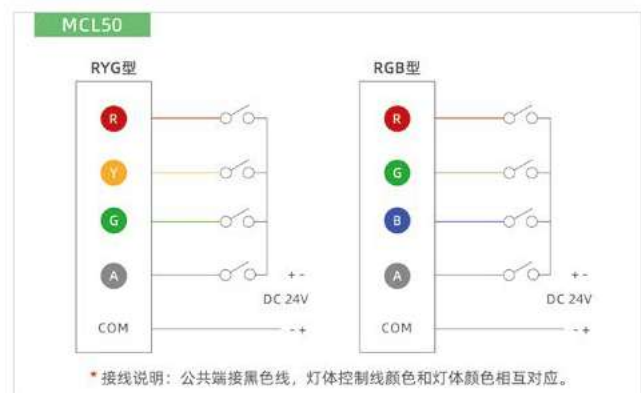 MCL50
RYG型
R
Y
G
A
COM
+ -
DC 24V
- +
RGB型
R
G
B
A
COM
+ -
DC 24V
- +
* 接线说明：公共端接黑色线，灯体控制线颜色和灯体颜色相互对应。